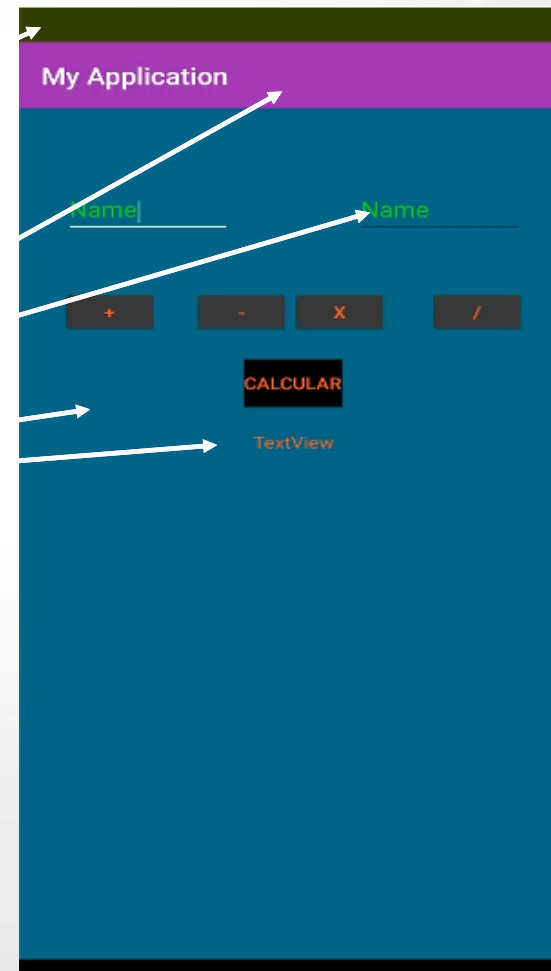 My Application
Name Name
+ - X /
CALCULAR
TextView